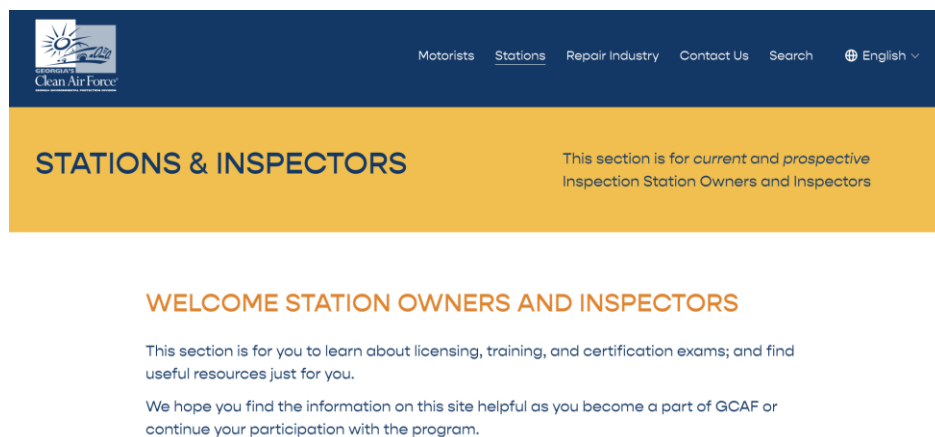 GEORGIA'S
Clean Air Force
Motorists Stations Repair Industry Contact Us Search English
STATIONS & INSPECTORS
This section is for current and prospective
Inspection Station Owners and Inspectors
WELCOME STATION OWNERS AND INSPECTORS
This section is for you to learn about licensing, training, and certification exams; and find
useful resources just for you.
We hope you find the information on this site helpful as you become a part of GCAF or
continue your participation with the program.